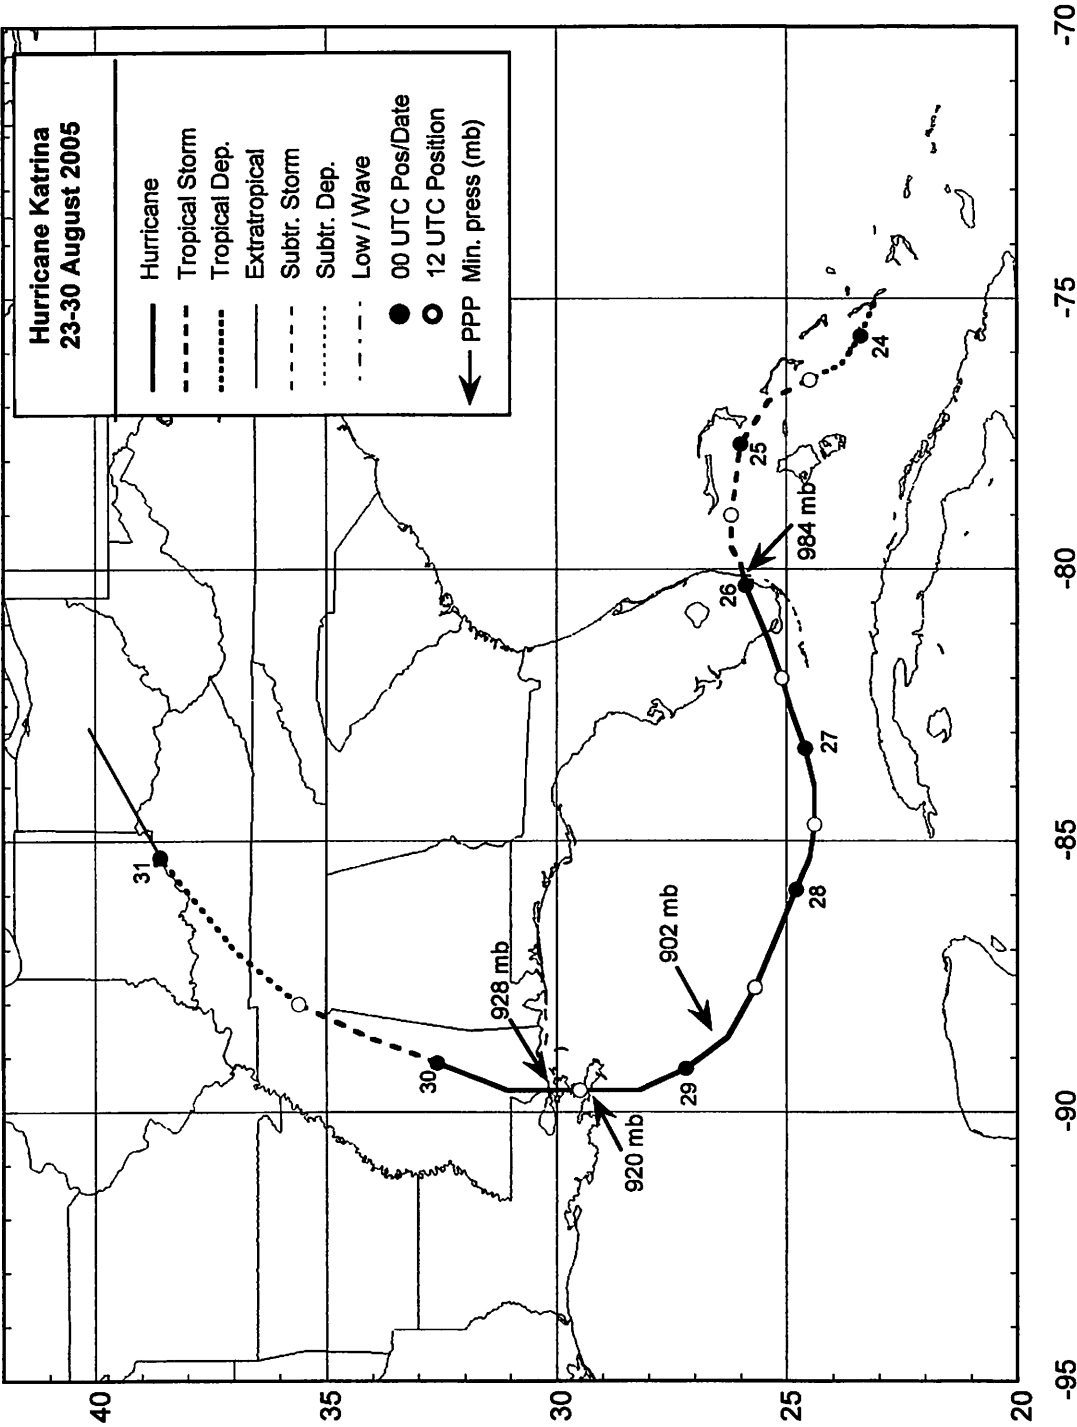 Hurricane Katrina
23-30 August 2005
Hurricane
Tropical Storm
Tropical Dep.
Extratropical
Subtr. Storm
Subtr. Dep.
Low / Wave
00 UTC Pos/Date
12 UTC Position
PPP Min. press (mb)
31
30
928 mb
920 mb
902 mb
29
28
27
26
984 mb
25
24
40
35
30
25
20
-95
-90
-85
-80
-75
-70